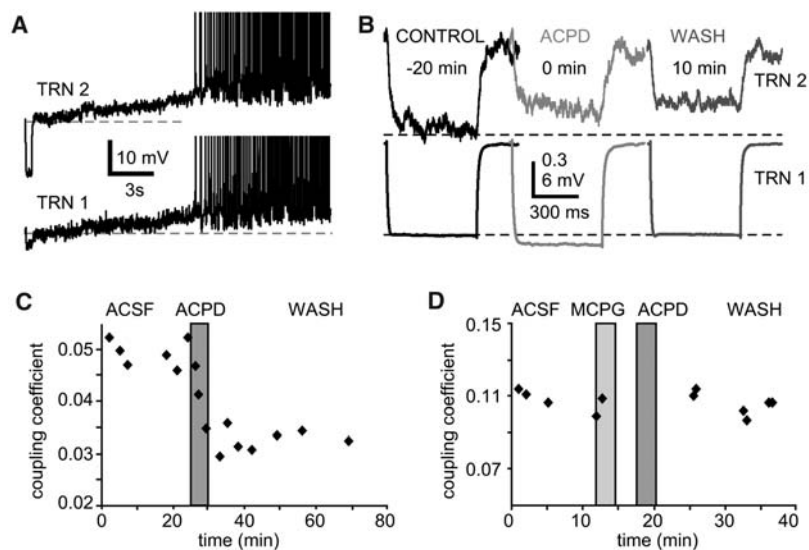 A
TRN 2
10 mV
3s
TRN 1
B
CONTROL ACPD WASH
-20 min 0 min 10 min
TRN 2
0.3
6 mV
300 ms
TRN 1
C
ACSF ACPD WASH
coupling coefficient
0.05
0.04
0.03
0.02
0 20 40 60 80
time (min)
D
ACSF MCPG ACPD WASH
coupling coefficient
0.15
0.11
0.07
0 10 20 30 40
time (min)